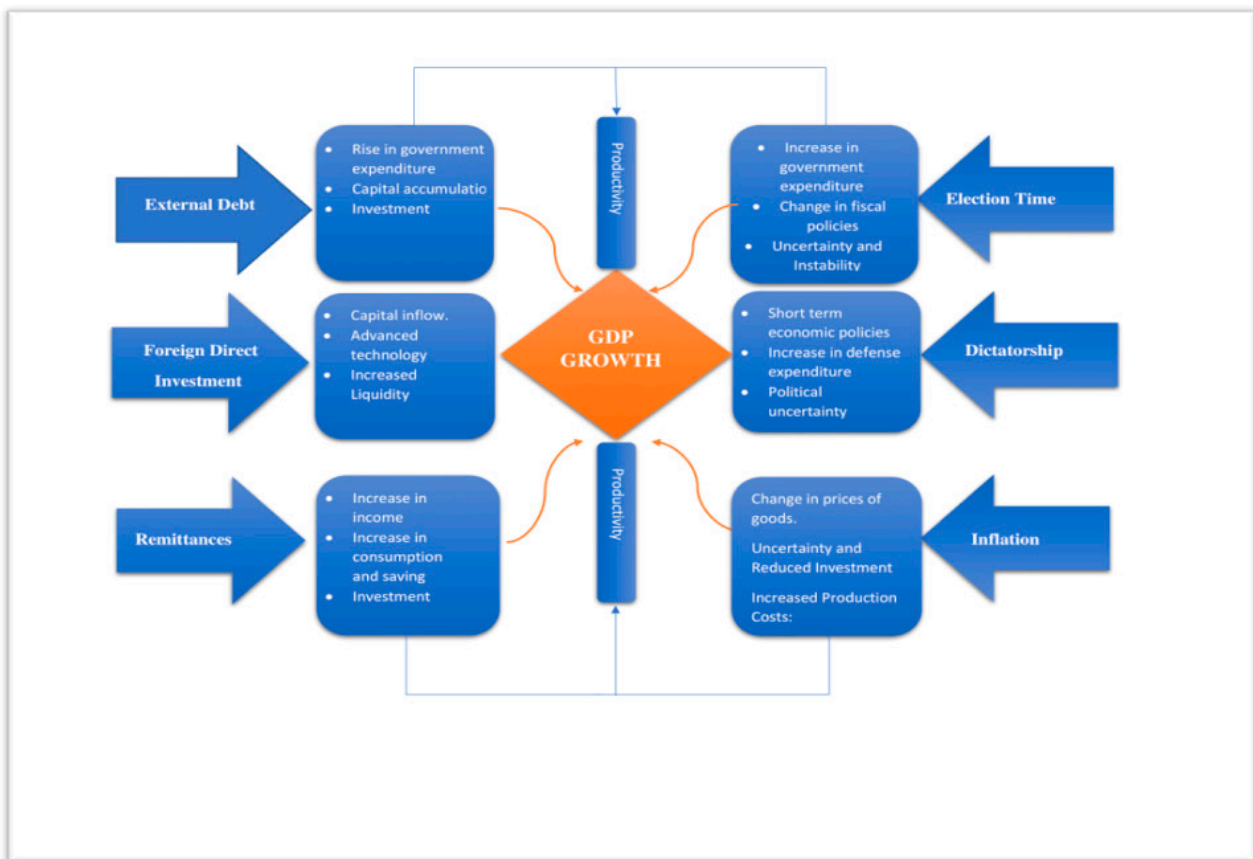 External Debt
Rise in government
expenditure
Capital accumulatio
Investment
Productivity
Increase in
government
expenditure
Change in fiscal
policies
Uncertainty and
Instability
Election Time
Foreign Direct
Investment
Capital inflow.
Advanced
technology
Increased
Liquidity
GDP
GROWTH
Short term
economic policies
Increase in defense
expenditure
Political
uncertainty
Dictatorship
Remittances
Increase in
income
Increase in
consumption
and saving
Investment
Productivity
Change in prices of
goods.
Uncertainty and
Reduced Investment
Increased Production
Costs:
Inflation